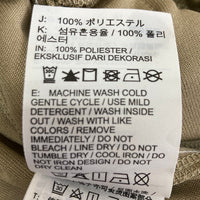 J: 100% ポリエステル
K: 섬유혼용율 / 100% 폴리
에스터
IN: 100% POLIESTER /
EKSKLUSIF DARI DEKORASI
E: MACHINE WASH COLD
GENTLE CYCLE / USE MILD
DETERGENT / WASH INSIDE
OUT / WASH WITH LIKE
COLORS / REMOVE
IMMEDIATELY / DO NOT
BLEACH / LINE DRY / DO NOT
TUMBLE DRY / COOL IRON / DO
NOT IRON DESIGN / DO NOT
DRY CLEAN